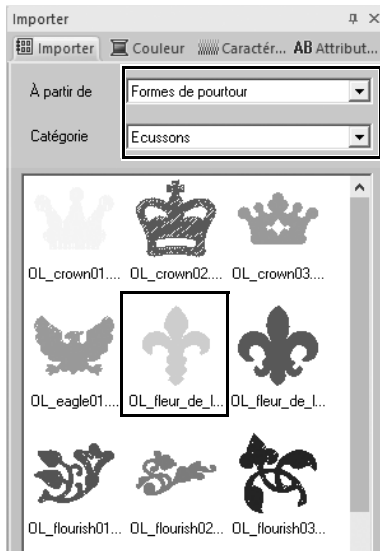 Importer
Importer Couleur Caractér... AB Attribut...
À partir de Formes de pourtour
Catégorie Ecussons
OL_crown01.... OL_crown02.... OL_crown03....
OL_eagle01.... OL_fleur_de_l... OL_fleur_de_l...
OL_flourish01... OL_flourish02... OL_flourish03...